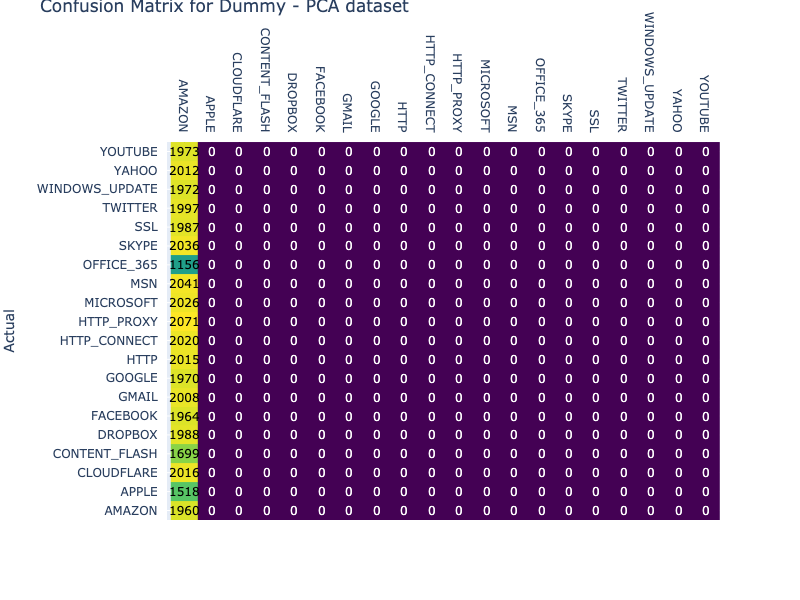 Confusion Matrix for Dummy - PCA dataset
AMAZON
APPLE
CLOUDFLARE
CONTENT_FLASH
DROPBOX
FACEBOOK
GMAIL
GOOGLE
HTTP
HTTP_CONNECT
HTTP_PROXY
MICROSOFT
MSN
OFFICE_365
SKYPE
SSL
TWITTER
WINDOWS_UPDATE
YAHOO
YOUTUBE
YOUTUBE 1973 0 0 0 0 0 0 0 0 0 0 0 0 0 0 0 0 0 0 0
YAHOO 2012 0 0 0 0 0 0 0 0 0 0 0 0 0 0 0 0 0 0 0
WINDOWS_UPDATE 1972 0 0 0 0 0 0 0 0 0 0 0 0 0 0 0 0 0 0 0
TWITTER 1997 0 0 0 0 0 0 0 0 0 0 0 0 0 0 0 0 0 0 0
SSL 1987 0 0 0 0 0 0 0 0 0 0 0 0 0 0 0 0 0 0 0
SKYPE 2036 0 0 0 0 0 0 0 0 0 0 0 0 0 0 0 0 0 0 0
OFFICE_365 1156 0 0 0 0 0 0 0 0 0 0 0 0 0 0 0 0 0 0 0
MSN 2041 0 0 0 0 0 0 0 0 0 0 0 0 0 0 0 0 0 0 0
MICROSOFT 2026 0 0 0 0 0 0 0 0 0 0 0 0 0 0 0 0 0 0 0
HTTP_PROXY 2071 0 0 0 0 0 0 0 0 0 0 0 0 0 0 0 0 0 0 0
HTTP_CONNECT 2020 0 0 0 0 0 0 0 0 0 0 0 0 0 0 0 0 0 0 0
HTTP 2015 0 0 0 0 0 0 0 0 0 0 0 0 0 0 0 0 0 0 0
GOOGLE 1970 0 0 0 0 0 0 0 0 0 0 0 0 0 0 0 0 0 0 0
GMAIL 2008 0 0 0 0 0 0 0 0 0 0 0 0 0 0 0 0 0 0 0
FACEBOOK 1964 0 0 0 0 0 0 0 0 0 0 0 0 0 0 0 0 0 0 0
DROPBOX 1988 0 0 0 0 0 0 0 0 0 0 0 0 0 0 0 0 0 0 0
CONTENT_FLASH 1699 0 0 0 0 0 0 0 0 0 0 0 0 0 0 0 0 0 0 0
CLOUDFLARE 2016 0 0 0 0 0 0 0 0 0 0 0 0 0 0 0 0 0 0 0
APPLE 1518 0 0 0 0 0 0 0 0 0 0 0 0 0 0 0 0 0 0 0
AMAZON 1960 0 0 0 0 0 0 0 0 0 0 0 0 0 0 0 0 0 0 0
Actual